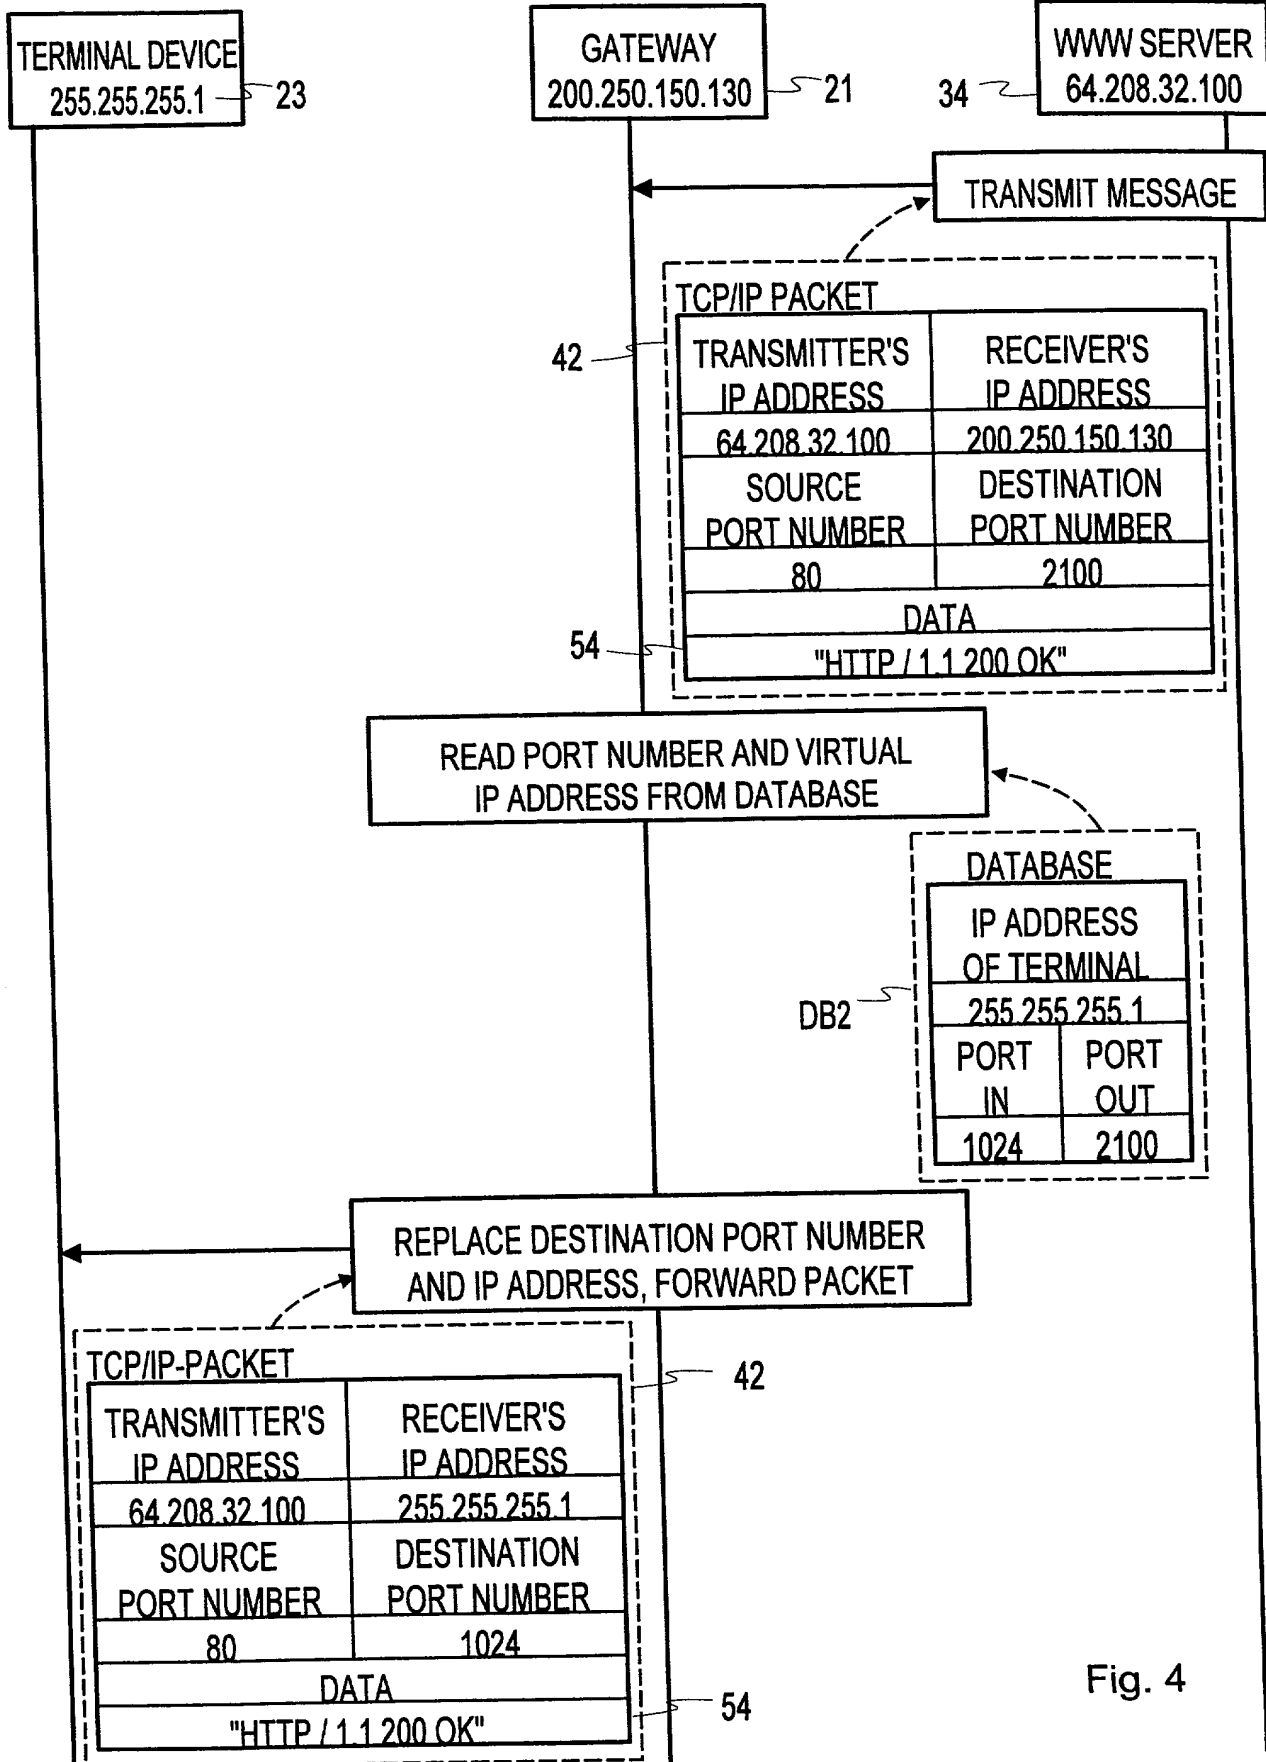 TERMINAL DEVICE
255.255.255.1
23
GATEWAY
200.250.150.130
21
34
WWW SERVER
64.208.32.100
TRANSMIT MESSAGE
TCP/IP PACKET
42
TRANSMITTER'S
IP ADDRESS
RECEIVER'S
IP ADDRESS
64.208.32.100
200.250.150.130
SOURCE
PORT NUMBER
DESTINATION
PORT NUMBER
80
2100
DATA
54
"HTTP / 1.1 200 OK"
READ PORT NUMBER AND VIRTUAL
IP ADDRESS FROM DATABASE
DATABASE
IP ADDRESS
OF TERMINAL
DB2
255.255.255.1
PORT
IN
PORT
OUT
1024
2100
REPLACE DESTINATION PORT NUMBER
AND IP ADDRESS, FORWARD PACKET
TCP/IP-PACKET
42
TRANSMITTER'S
IP ADDRESS
RECEIVER'S
IP ADDRESS
64.208.32.100
255.255.255.1
SOURCE
PORT NUMBER
DESTINATION
PORT NUMBER
80
1024
DATA
54
"HTTP / 1.1 200 OK"
Fig. 4